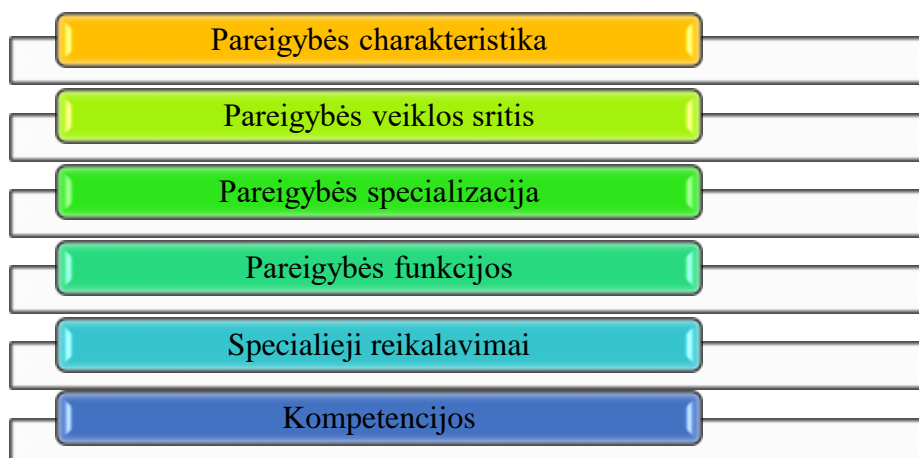 Pareigybės charakteristika
Pareigybės veiklos sritis
Pareigybės specializacija
Pareigybės funkcijos
Specialieji reikalavimai
Kompetencijos